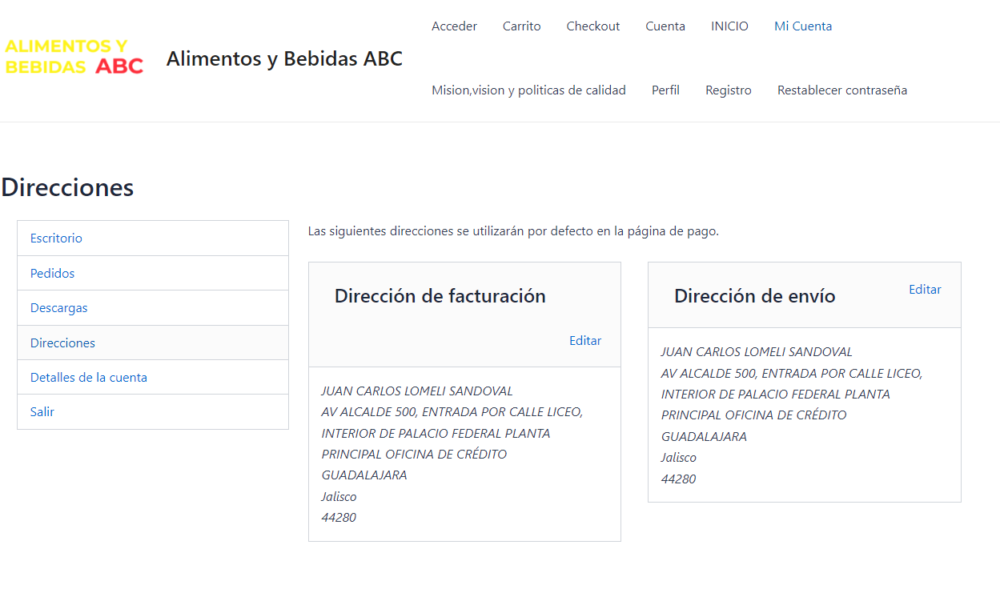 ALIMENTOS Y
BEBIDAS ABC
Alimentos y Bebidas ABC
Acceder Carrito Checkout Cuenta INICIO Mi Cuenta
Mision,vision y politicas de calidad Perfil Registro Restablecer contraseña
Direcciones
Escritorio
Pedidos
Descargas
Direcciones
Detalles de la cuenta
Salir
Las siguientes direcciones se utilizarán por defecto en la página de pago.
Dirección de facturación
Editar
JUAN CARLOS LOMELI SANDOVAL
AV ALCALDE 500, ENTRADA POR CALLE LICEO,
INTERIOR DE PALACIO FEDERAL PLANTA
PRINCIPAL OFICINA DE CRÉDITO
GUADALAJARA
Jalisco
44280
Dirección de envío
Editar
JUAN CARLOS LOMELI SANDOVAL
AV ALCALDE 500, ENTRADA POR CALLE LICEO,
INTERIOR DE PALACIO FEDERAL PLANTA
PRINCIPAL OFICINA DE CRÉDITO
GUADALAJARA
Jalisco
44280